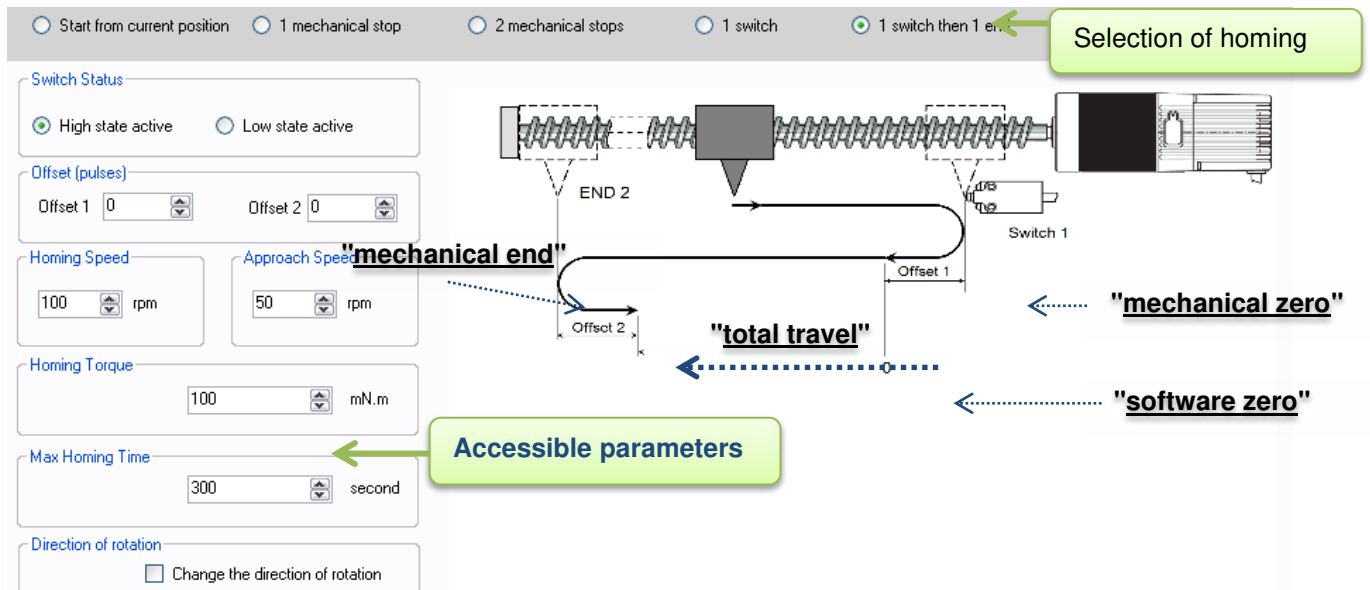 Start from current position
1 mechanical stop
2 mechanical stops
1 switch
1 switch then 1 en
Selection of homing
Switch Status
High state active
Low state active
Offset (pulses)
Offset 1 0
Offset 2 0
Homing Speed
100 rpm
Approach Speed
50 rpm
Homing Torque
100 mN.m
Max Homing Time
300 second
Direction of rotation
Change the direction of rotation
END 2
Switch 1
"mechanical end"
Offset 1
"mechanical zero"
Offset 2
"total travel"
0
"software zero"
Accessible parameters